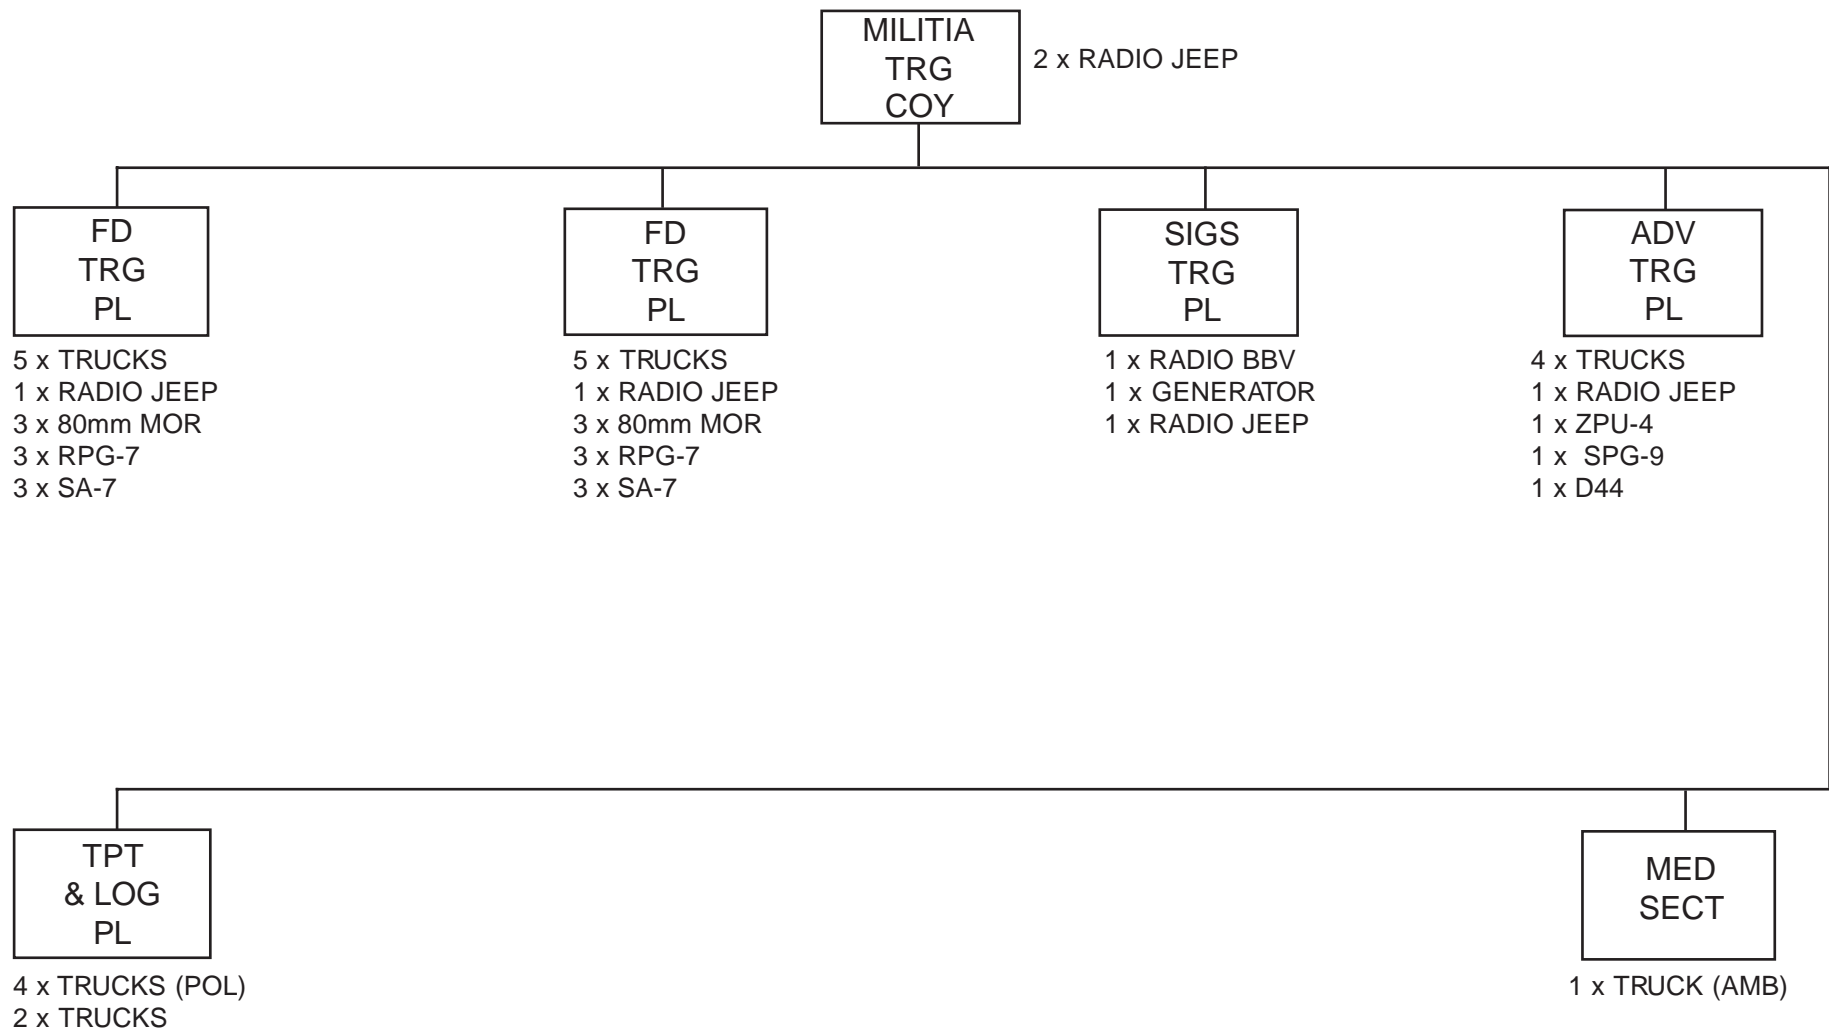 MILITIA
TRG
COY
2 x RADIO JEEP
FD
TRG
PL
5 x TRUCKS
1 x RADIO JEEP
3 x 80mm MOR
3 x RPG-7
3 x SA-7
FD
TRG
PL
5 x TRUCKS
1 x RADIO JEEP
3 x 80mm MOR
3 x RPG-7
3 x SA-7
SIGS
TRG
PL
1 x RADIO BBV
1 x GENERATOR
1 x RADIO JEEP
ADV
TRG
PL
4 x TRUCKS
1 x RADIO JEEP
1 x ZPU-4
1 x SPG-9
1 x D44
TPT
& LOG
PL
4 x TRUCKS (POL)
2 x TRUCKS
MED
SECT
1 x TRUCK (AMB)